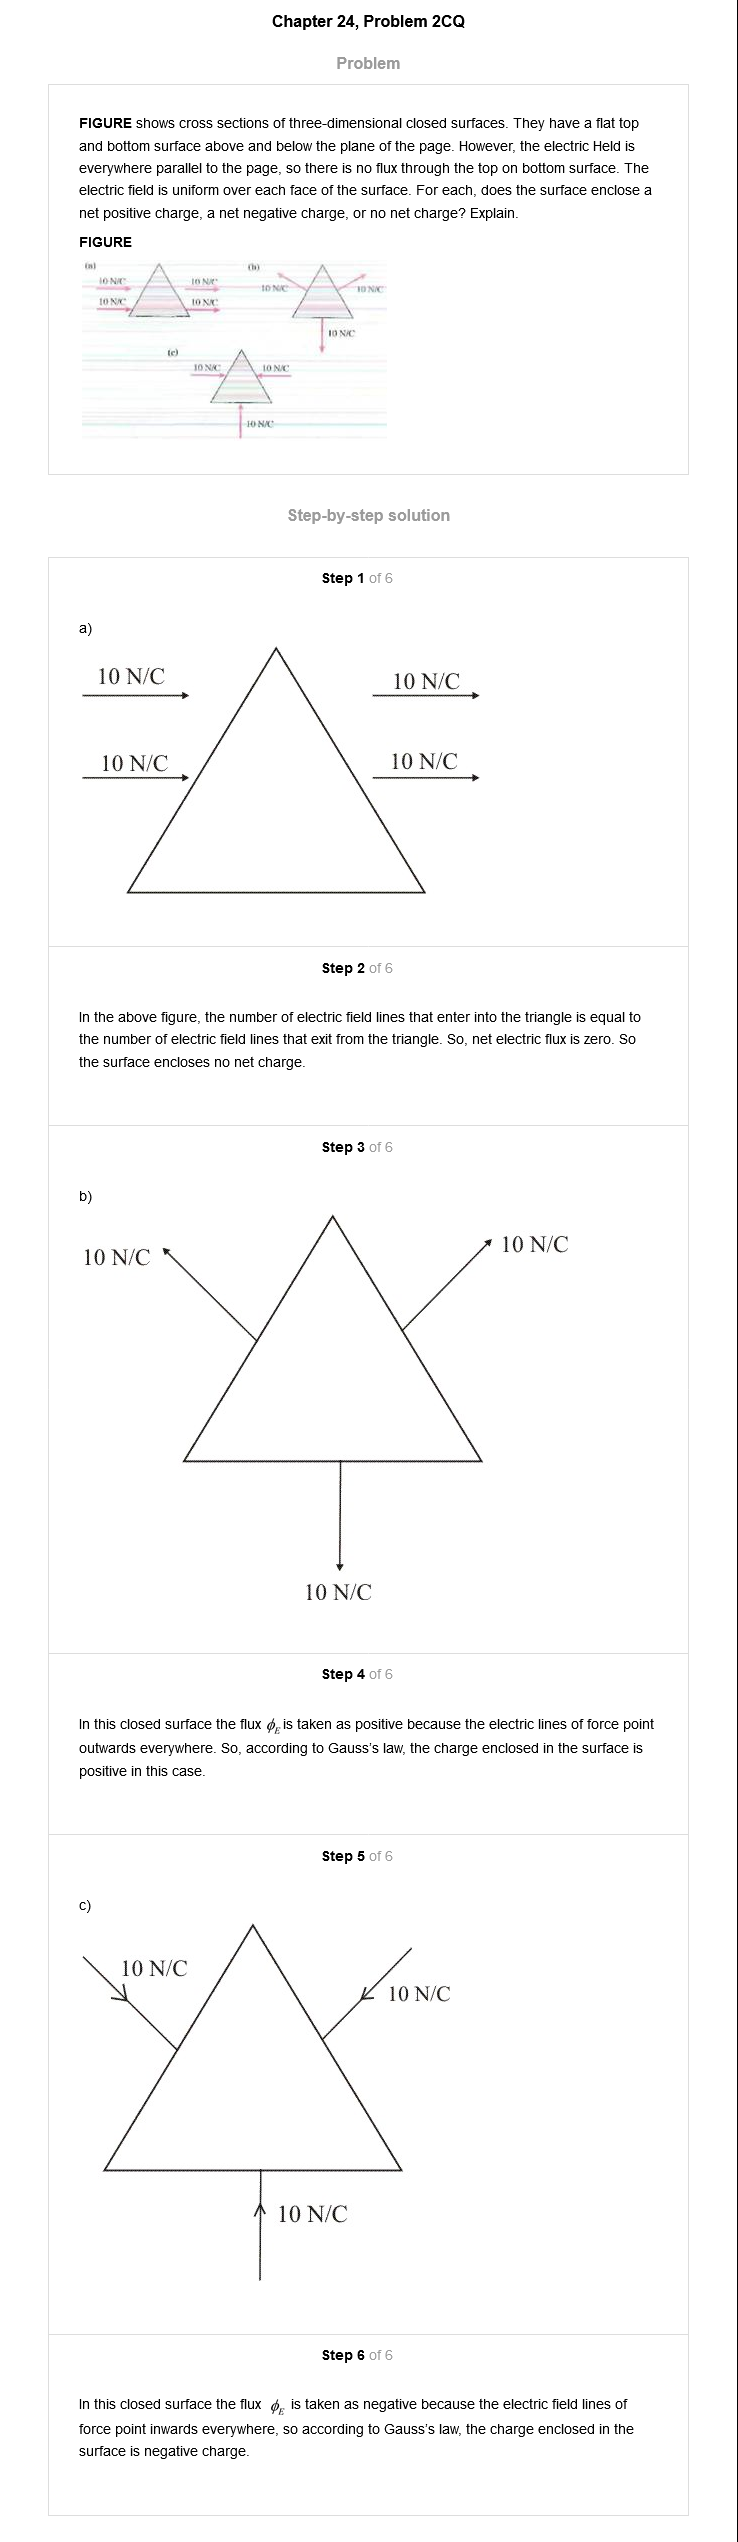 Chapter 24, Problem 2CQ
Problem
FIGURE shows cross sections of three-dimensional closed surfaces. They have a flat top
and bottom surface above and below the plane of the page. However, the electric Held is
everywhere parallel to the page, so there is no flux through the top on bottom surface. The
electric field is uniform over each face of the surface. For each, does the surface enclose a
net positive charge, a net negative charge, or no net charge? Explain.
FIGURE
(a)
(b)
10 N/C
10 N/C
10 N/C
10 N/C
10 N/C
10 N/C
10 N/C
(c)
10 N/C
10 N/C
10 N/C
Step-by-step solution
Step 1 of 6
a)
10 N/C
10 N/C
10 N/C
10 N/C
Step 2 of 6
In the above figure, the number of electric field lines that enter into the triangle is equal to
the number of electric field lines that exit from the triangle. So, net electric flux is zero. So
the surface encloses no net charge.
Step 3 of 6
b)
10 N/C
10 N/C
10 N/C
Step 4 of 6
In this closed surface the flux ϕ_E is taken as positive because the electric lines of force point
outwards everywhere. So, according to Gauss's law, the charge enclosed in the surface is
positive in this case.
Step 5 of 6
c)
10 N/C
10 N/C
10 N/C
Step 6 of 6
In this closed surface the flux ϕ_E is taken as negative because the electric field lines of
force point inwards everywhere, so according to Gauss's law, the charge enclosed in the
surface is negative charge.